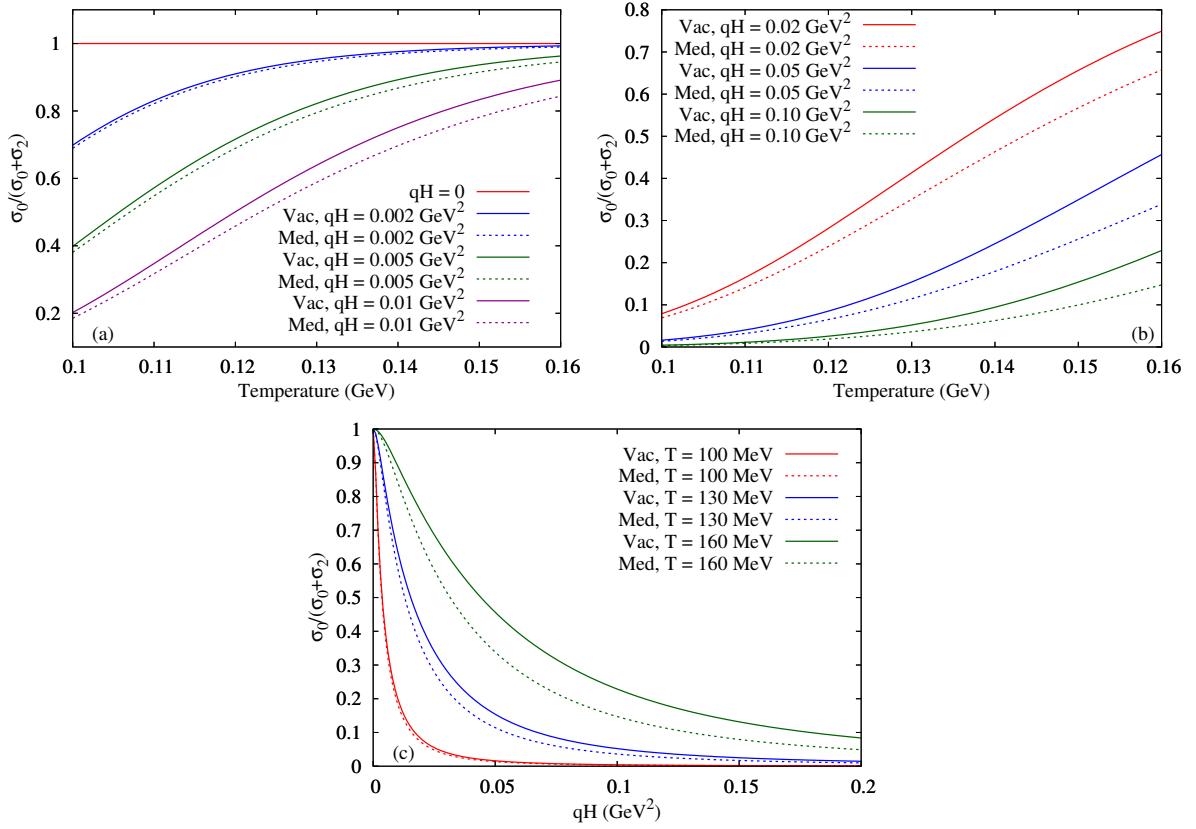 σ0/(σ0+σ2)
1
0.8
0.6
0.4
0.2
qH = 0
Vac, qH = 0.002 GeV²
Med, qH = 0.002 GeV²
Vac, qH = 0.005 GeV²
Med, qH = 0.005 GeV²
Vac, qH = 0.01 GeV²
Med, qH = 0.01 GeV²
(a)
0.1 0.11 0.12 0.13 0.14 0.15 0.16
Temperature (GeV)
σ0/(σ0+σ2)
0.8
0.7
0.6
0.5
0.4
0.3
0.2
0.1
0
Vac, qH = 0.02 GeV²
Med, qH = 0.02 GeV²
Vac, qH = 0.05 GeV²
Med, qH = 0.05 GeV²
Vac, qH = 0.10 GeV²
Med, qH = 0.10 GeV²
(b)
0.1 0.11 0.12 0.13 0.14 0.15 0.16
Temperature (GeV)
σ0/(σ0+σ2)
1
0.9
0.8
0.7
0.6
0.5
0.4
0.3
0.2
0.1
0
Vac, T = 100 MeV
Med, T = 100 MeV
Vac, T = 130 MeV
Med, T = 130 MeV
Vac, T = 160 MeV
Med, T = 160 MeV
(c)
0 0.05 0.1 0.15 0.2
qH (GeV²)